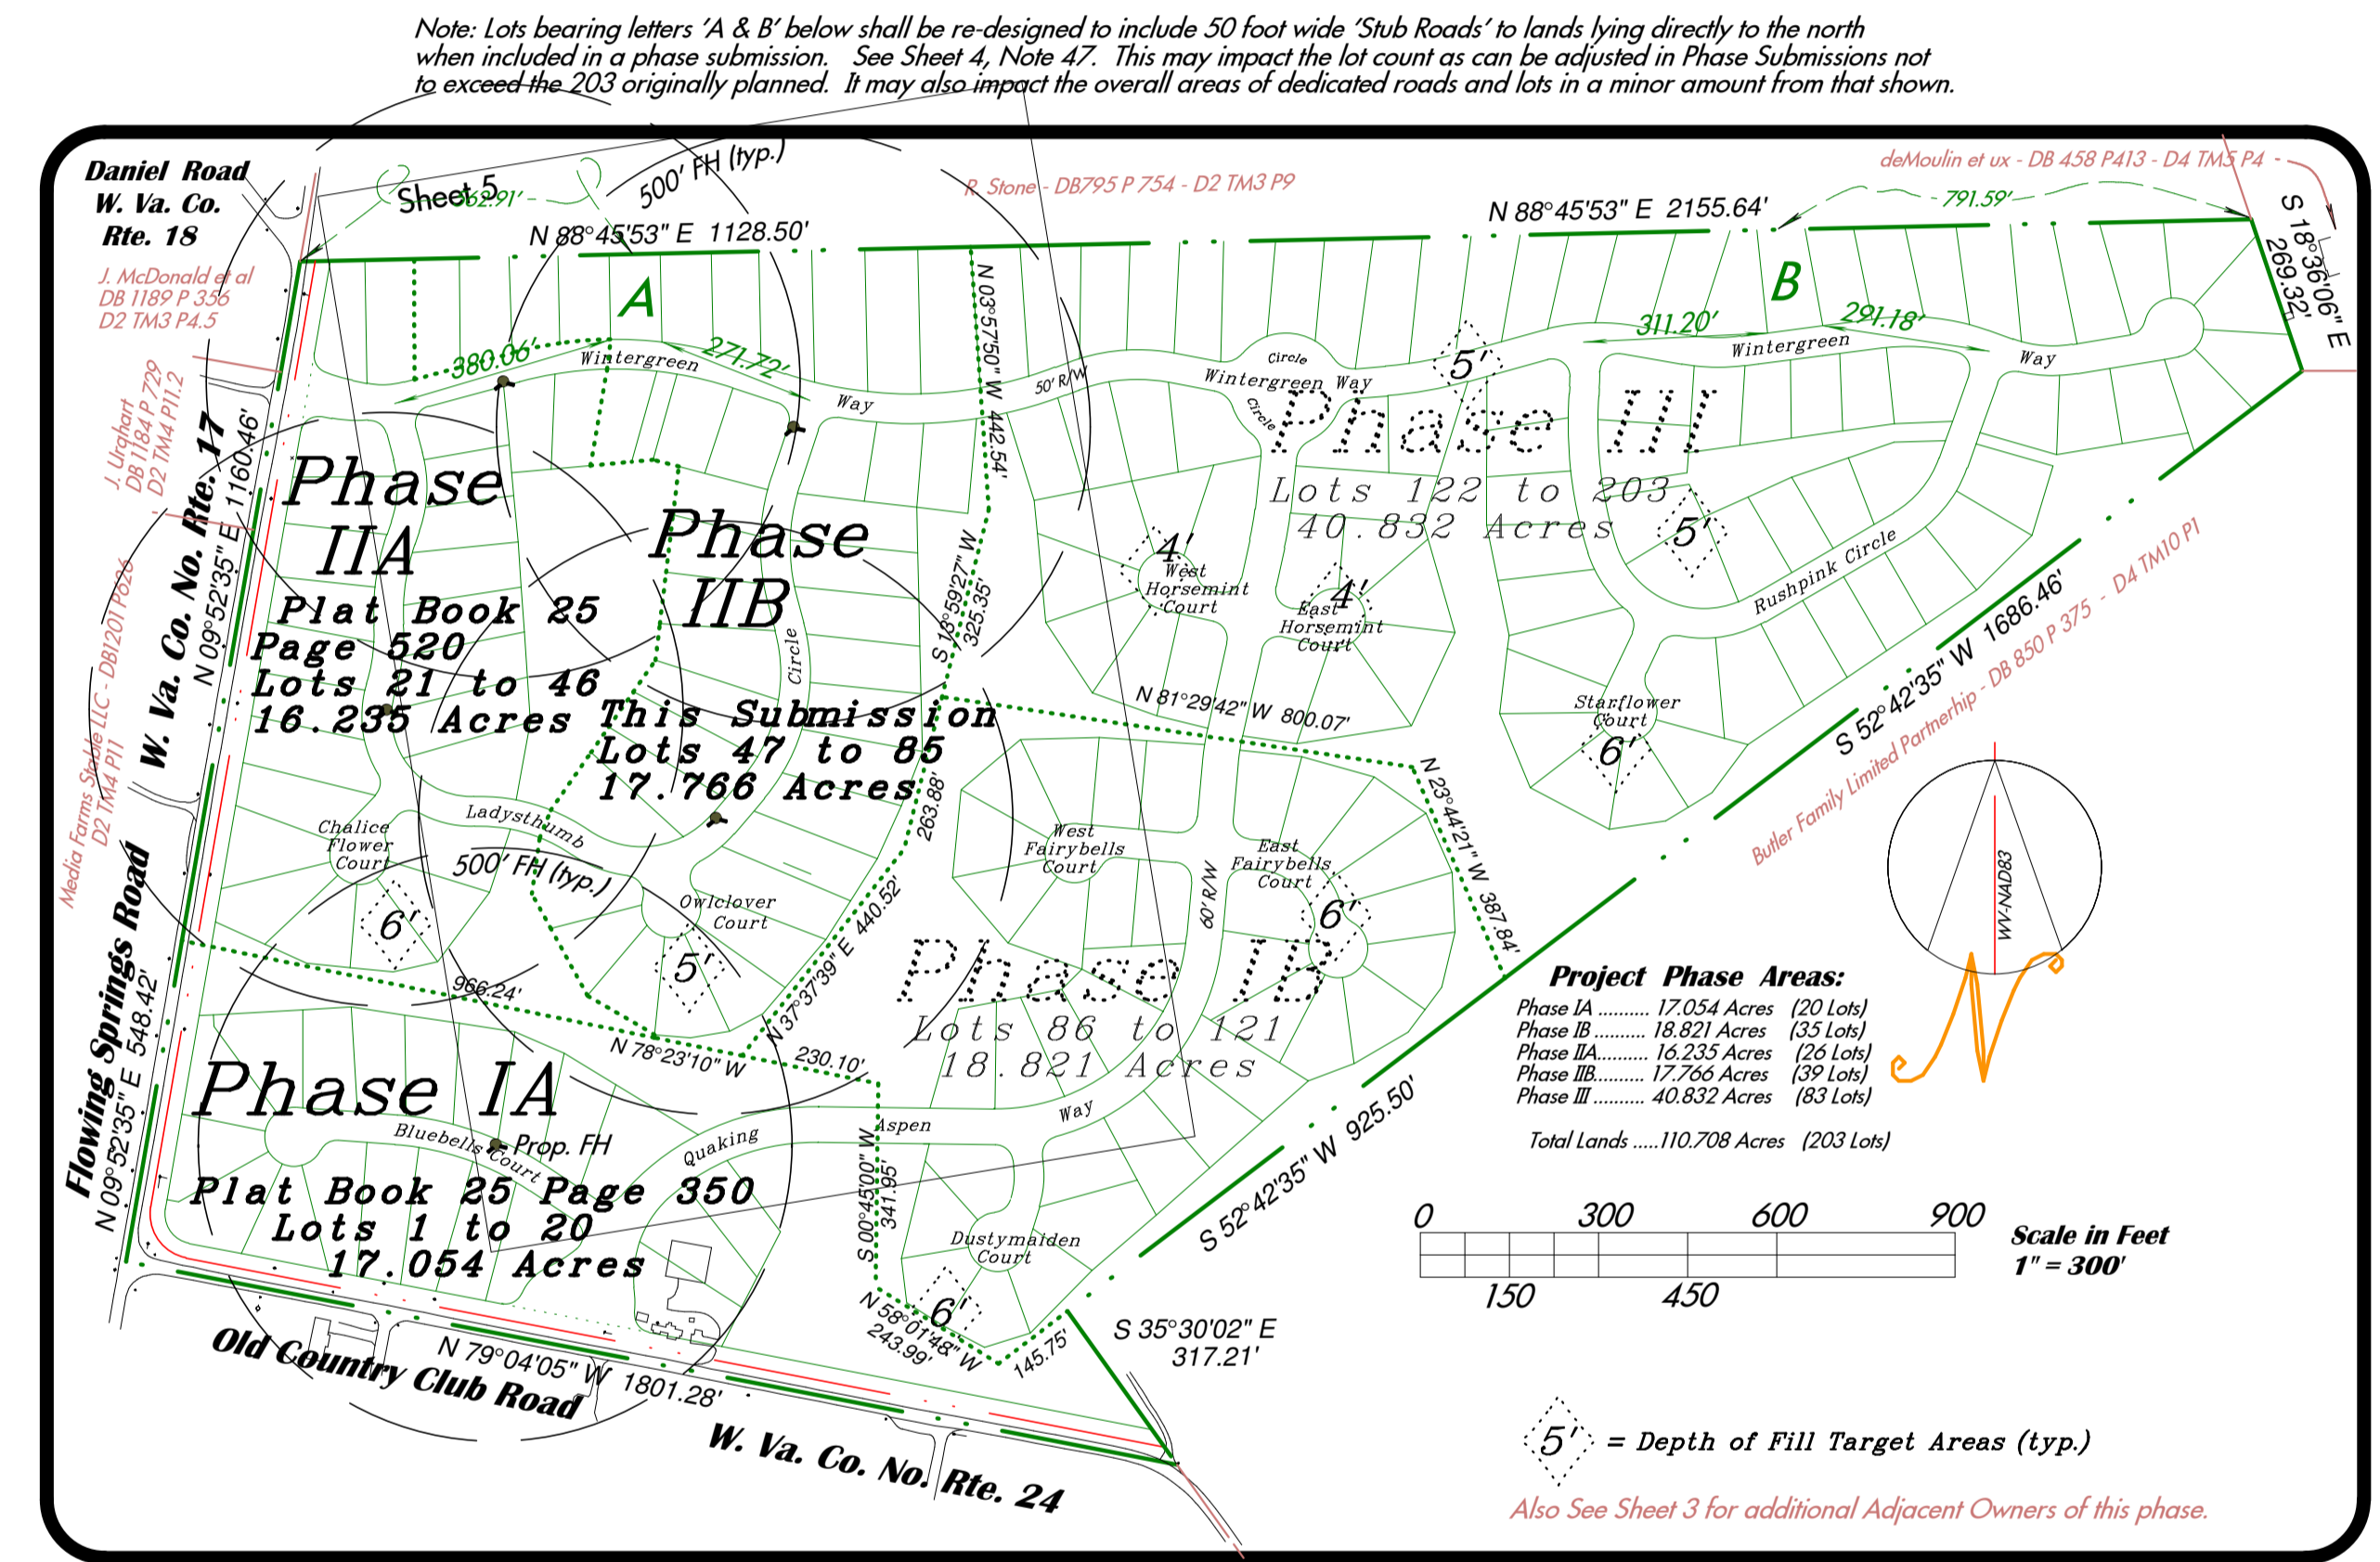 Note: Lots bearing letters 'A & B' below shall be re-designed to include 50 foot wide 'Stub Roads' to lands lying directly to the north
when included in a phase submission. See Sheet 4, Note 47. This may impact the lot count as can be adjusted in Phase Submissions not
to exceed the 203 originally planned. It may also impact the overall areas of dedicated roads and lots in a minor amount from that shown.
Daniel Road
W. Va. Co.
Rte. 18
Sheet 5
562.91'
500' FH (typ.)
R. Stone - DB795 P 754 - D2 TM3 P9
deMoulin et ux - DB 458 P413 - D4 TM5 P4
791.59'
N 88°45'53" E 1128.50'
N 88°45'53" E 2155.64'
S 18°36'06" E
269.32'
J. McDonald et al
DB 1189 P 356
D2 TM3 P4.5
A
B
380.06'
Wintergreen
271.72'
Way
50' R/W
N 03°57'50" W 442.54'
Circle
Wintergreen Way
Circle
5'
311.20'
291.18'
Wintergreen
Way
J. Urqhart
DB 1184 P 729
D2 TM4 P11.2
W. Va. Co. No. Rte. 17
N 09°52'35" E 1160.46'
Phase
IIA
Plat Book 25
Page 520
Lots 21 to 46
16.235 Acres
Phase
IIB
This Submission
Lots 47 to 85
17.766 Acres
Circle
S 13°59'27" W
325.35'
Phase III
Lots 122 to 203
40.832 Acres
4'
West
Horsemint
Court
4'
East
Horsemint
Court
5'
Rushpink Circle
Starflower
Court
6'
N 81°29'42" W 800.07'
S 52°42'35" W 1686.46'
Butler Family Limited Partnerhip - DB 850 P 375 - D4 TM10 P1
Media Farms Stable LLC - DB1201 P626
D2 TM4 P11
Flowing Springs Road
N 09°52'35" E 548.42'
Chalice
Flower
Court
6'
Ladysthumb
500' FH (typ.)
Owlclover
Court
5'
263.88'
N 37°37'39" E 440.52'
West
Fairybells
Court
60' R/W
East
Fairybells
Court
6'
N 23°44'21" W 387.84'
WV-NAD83
N
966.24'
N 78°23'10" W
230.10'
Phase IB
Lots 86 to 121
18.821 Acres
Project Phase Areas:
Phase IA .......... 17.054 Acres (20 Lots)
Phase IB .......... 18.821 Acres (35 Lots)
Phase IIA.......... 16.235 Acres (26 Lots)
Phase IIB.......... 17.766 Acres (39 Lots)
Phase III .......... 40.832 Acres (83 Lots)
Total Lands .....110.708 Acres (203 Lots)
Phase IA
Bluebells Court
Prop. FH
Plat Book 25 Page 350
Lots 1 to 20
17.054 Acres
Quaking
Aspen
Way
S 00°45'00" W
341.95'
Dustymaiden
Court
6'
S 52°42'35" W 925.50'
N 58°01'48" W
243.99'
145.75'
S 35°30'02" E
317.21'
0 300 600 900
150 450
Scale in Feet
1" = 300'
N 79°04'05" W 1801.28'
Old Country Club Road
W. Va. Co. No. Rte. 24
5' = Depth of Fill Target Areas (typ.)
Also See Sheet 3 for additional Adjacent Owners of this phase.